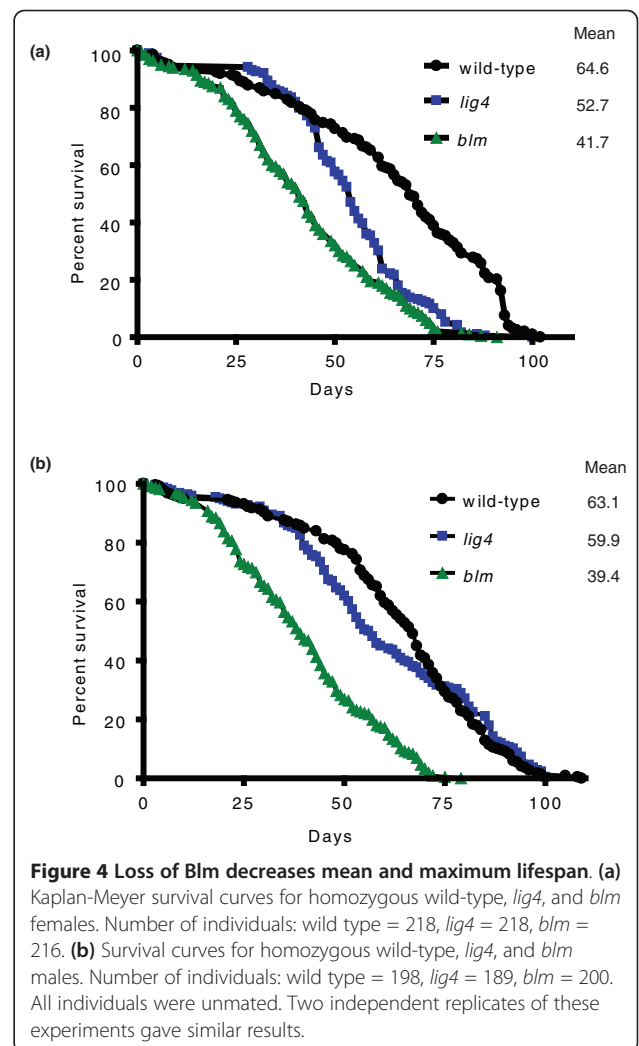 Mean
(a)
100
80
60
40
20
0
Percent survival
wild-type 64.6
lig4 52.7
blm 41.7
0 25 50 75 100
Days
Mean
(b)
100
80
60
40
20
0
Percent survival
wild-type 63.1
lig4 59.9
blm 39.4
0 25 50 75 100
Days
Figure 4 Loss of Blm decreases mean and maximum lifespan. (a)
Kaplan-Meyer survival curves for homozygous wild-type, lig4, and blm
females. Number of individuals: wild type = 218, lig4 = 218, blm =
216. (b) Survival curves for homozygous wild-type, lig4, and blm
males. Number of individuals: wild type = 198, lig4 = 189, blm = 200.
All individuals were unmated. Two independent replicates of these
experiments gave similar results.